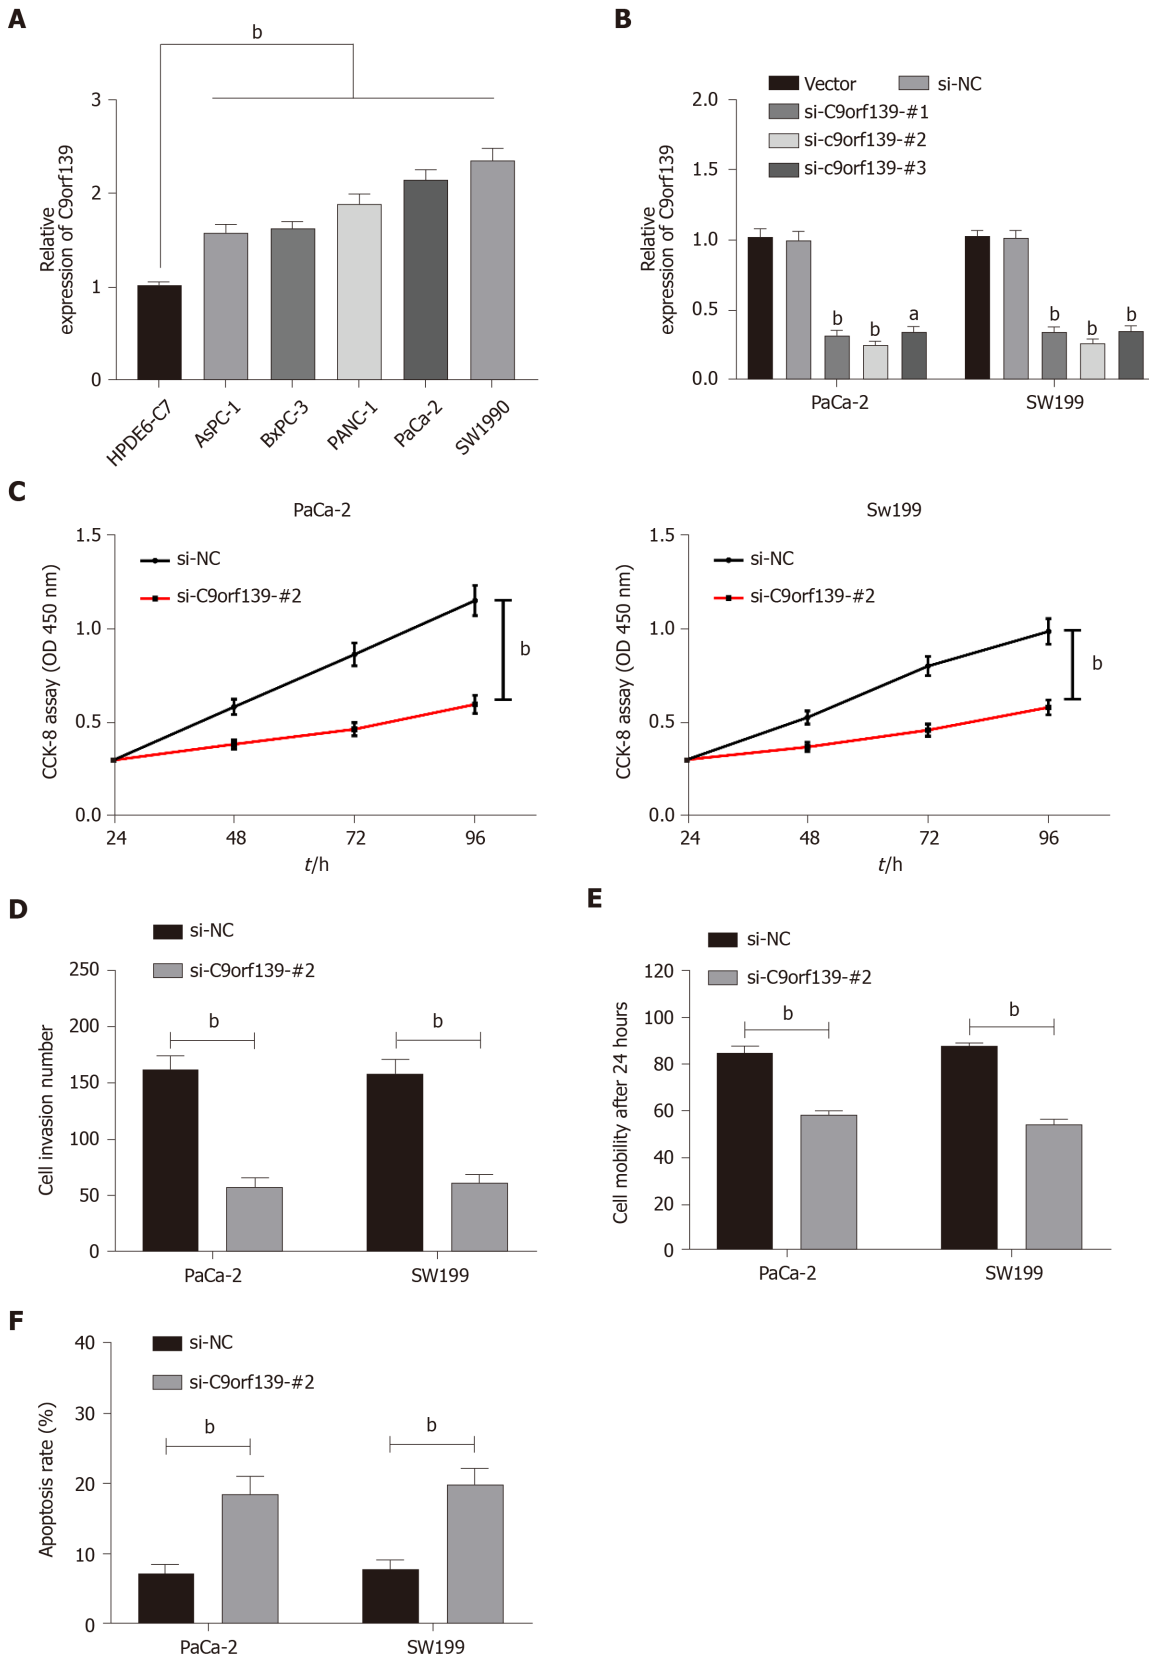 A
b
3
2
1
0
Relative
expression of C9orf139
HPDE6-C7
AsPC-1
BxPC-3
PANC-1
PaCa-2
SW1990
B
Vector
si-NC
si-C9orf139-#1
si-c9orf139-#2
si-c9orf139-#3
2.0
1.5
1.0
0.5
0.0
Relative
expression of C9orf139
b
b
a
b
b
b
PaCa-2
SW199
C
PaCa-2
si-NC
si-C9orf139-#2
1.5
1.0
0.5
0.0
CCK-8 assay (OD 450 nm)
b
24
48
72
96
t/h
Sw199
si-NC
si-C9orf139-#2
1.5
1.0
0.5
0.0
CCK-8 assay (OD 450 nm)
b
24
48
72
96
t/h
D
si-NC
si-C9orf139-#2
250
200
150
100
50
0
Cell invasion number
b
b
PaCa-2
SW199
E
si-NC
si-C9orf139-#2
120
100
80
60
40
20
0
Cell mobility after 24 hours
b
b
PaCa-2
SW199
F
si-NC
si-C9orf139-#2
40
30
20
10
0
Apoptosis rate (%)
b
b
PaCa-2
SW199